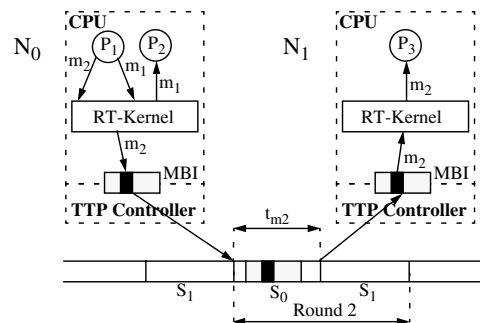 CPU
CPU
N0
P1
P2
N1
P3
m2
m1
m1
m2
RT-Kernel
RT-Kernel
m2
m2
MBI
MBI
TTP Controller
TTP Controller
tm2
S1
S0
S1
Round 2